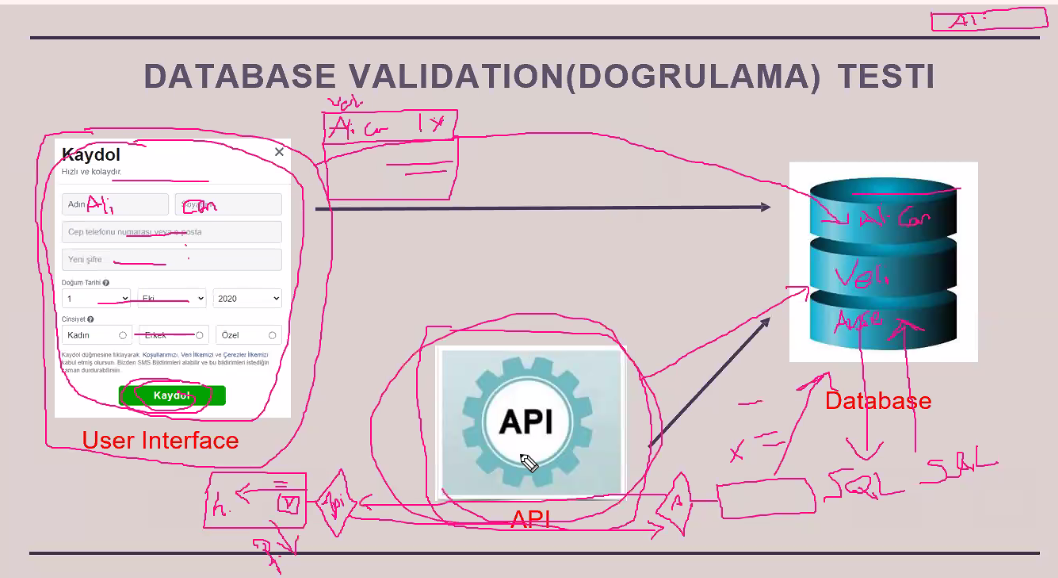 Ali
DATABASE VALIDATION(DOGRULAMA) TESTI
Veli
Ali Can
Kaydol
Hızlı ve kolaydır.
Adın Ali Can
Cep telefonu numarası veya e-posta
Yeni şifre
Doğum Tarihi
1 Eki 2020
Cinsiyet
Kadın Erkek Özel
Kaydol düğmesine tıklayarak, Koşullarımızı, Veri İlkemizi ve Çerezler İlkemizi
kabul etmiş olursun. Bizden SMS Bildirimleri alabilir ve bu bildirimleri istediğin
zaman durdurabilirsin.
Kaydol
User Interface
Ali Can
Veli
Ayşe
Database
API
API
SQL
SQL
Api
A
h.